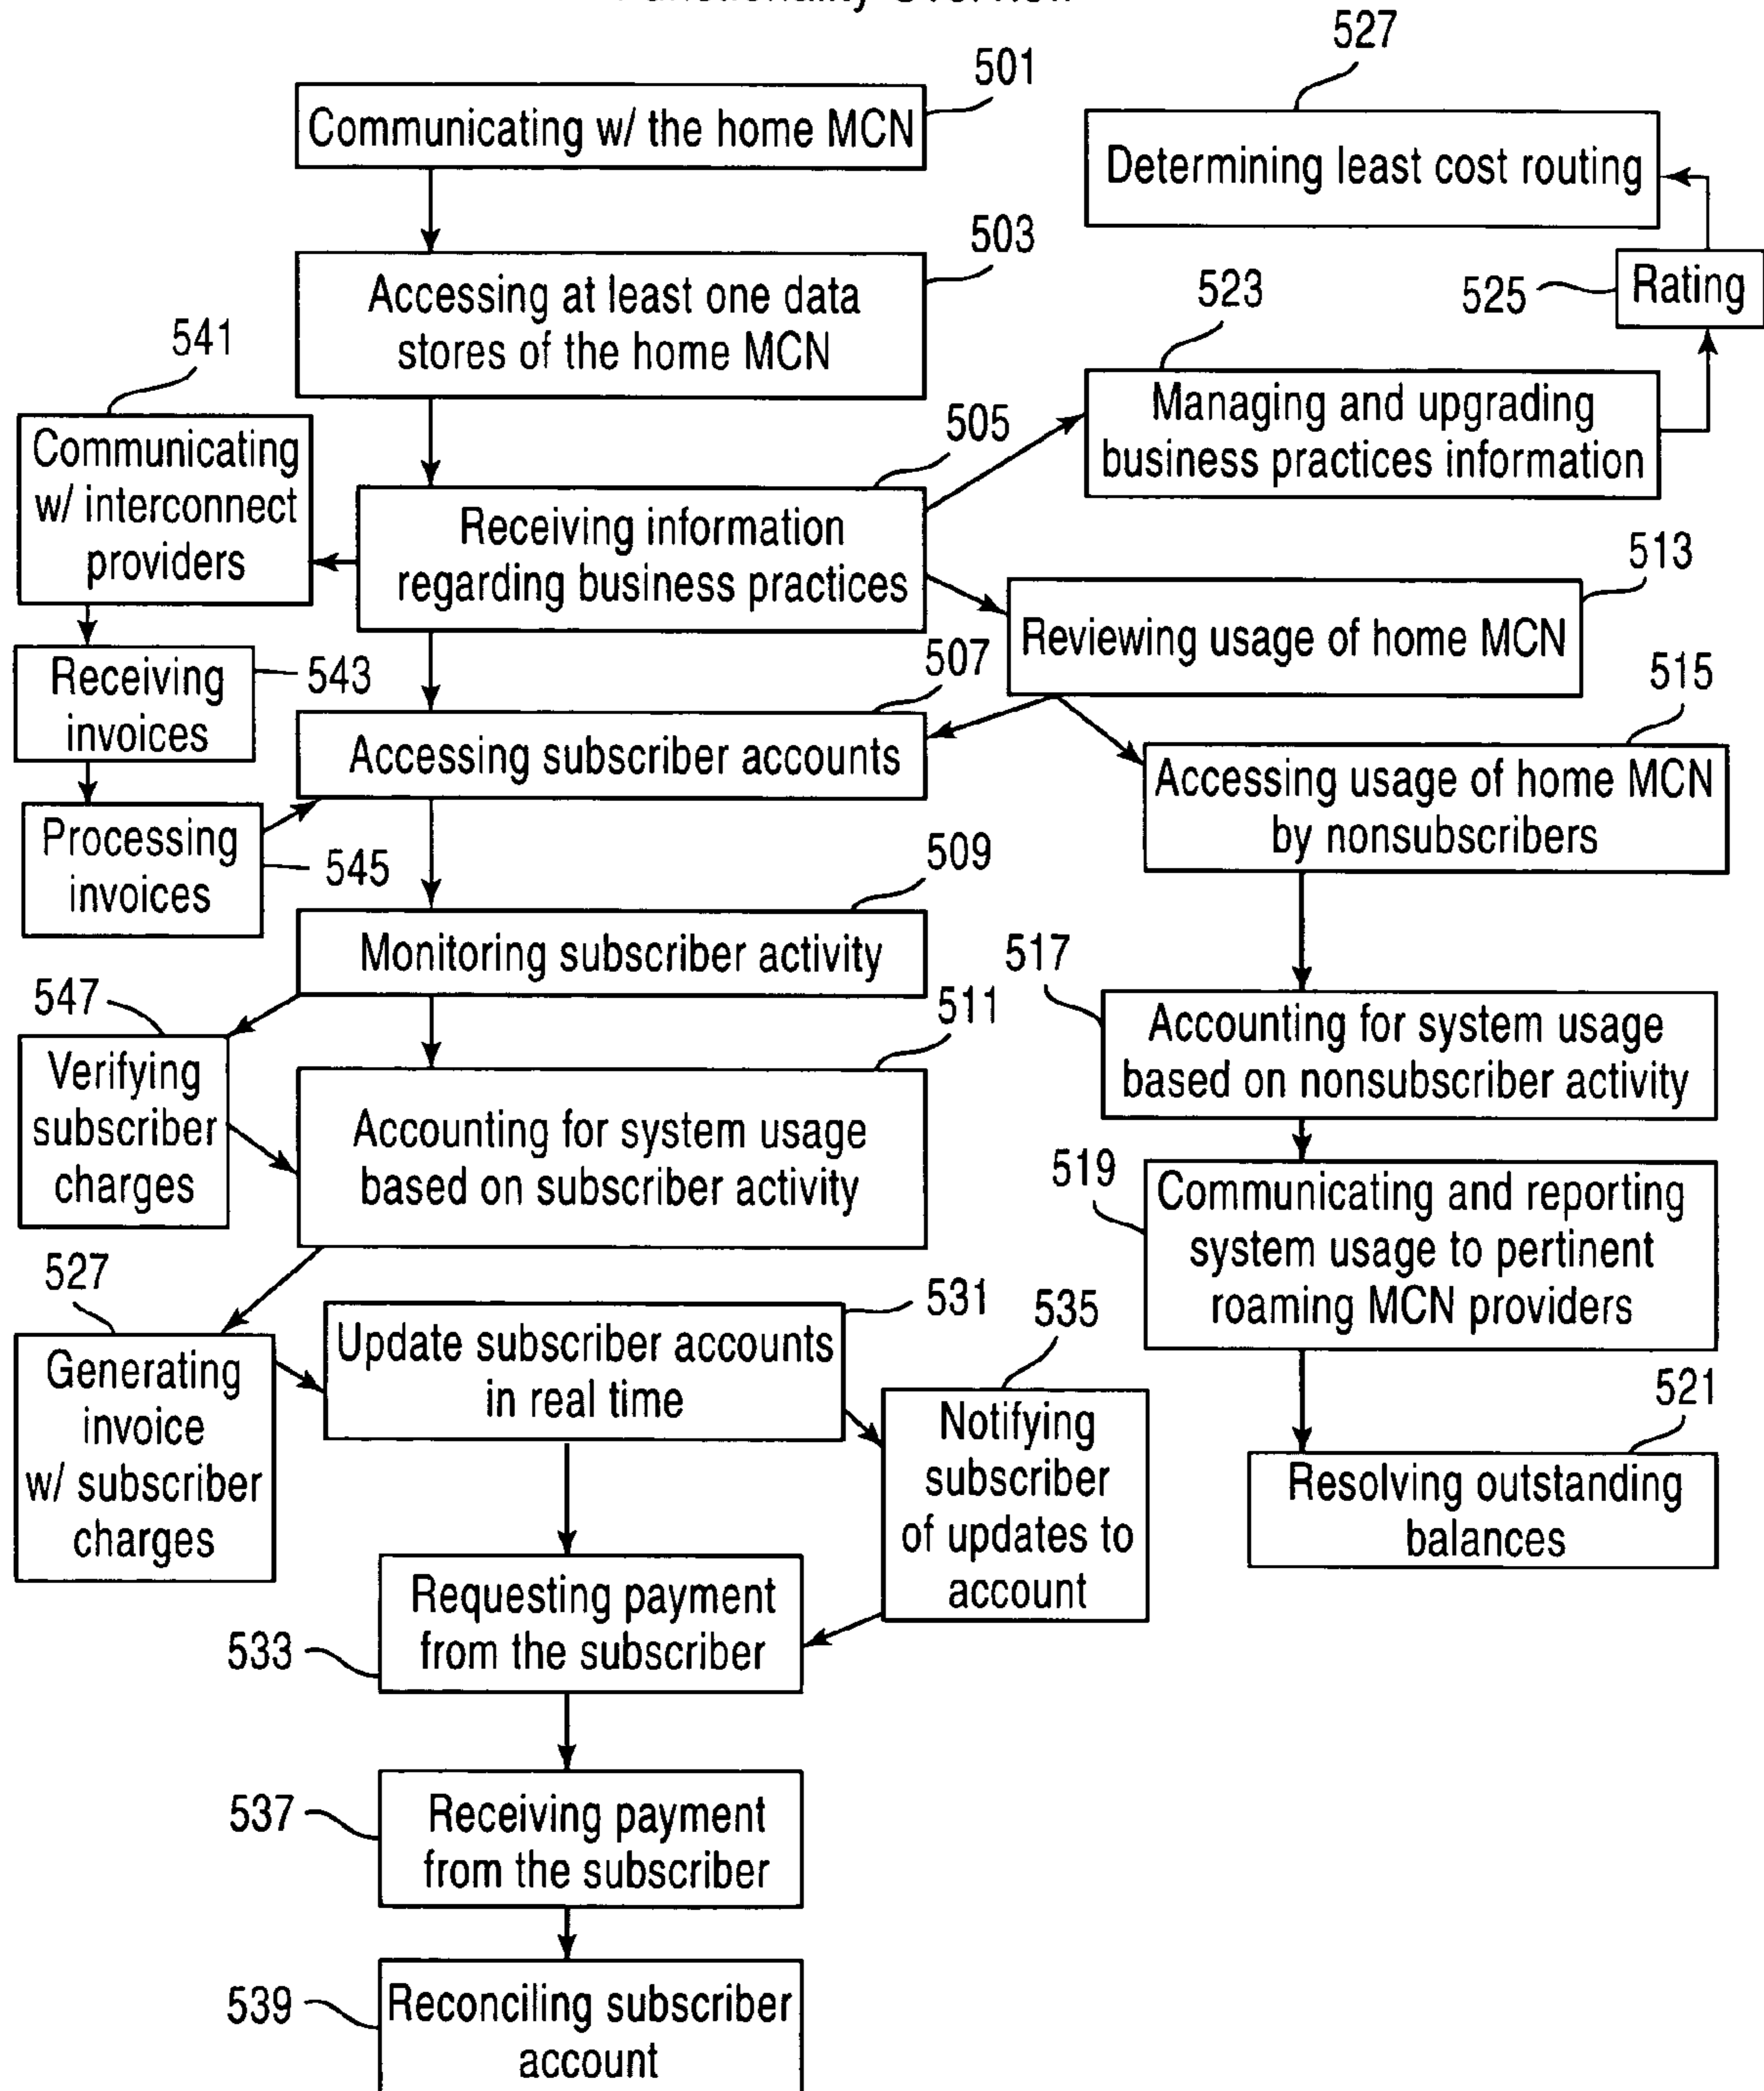 Functionality Overview
527
501
Communicating w/ the home MCN
Determining least cost routing
503
523
525
Rating
Accessing at least one data
stores of the home MCN
541
Managing and upgrading
business practices information
505
Communicating
w/ interconnect
providers
Receiving information
regarding business practices
513
Reviewing usage of home MCN
507
515
Receiving
invoices
543
Accessing subscriber accounts
Accessing usage of home MCN
by nonsubscribers
Processing
invoices
545
509
Monitoring subscriber activity
517
547
511
Accounting for system usage
based on nonsubscriber activity
Verifying
subscriber
charges
Accounting for system usage
based on subscriber activity
519
Communicating and reporting
system usage to pertinent
roaming MCN providers
527
531
535
Generating
invoice
w/ subscriber
charges
Update subscriber accounts
in real time
Notifying
subscriber
of updates to
account
521
Resolving outstanding
balances
Requesting payment
from the subscriber
533
537
Receiving payment
from the subscriber
539
Reconciling subscriber
account